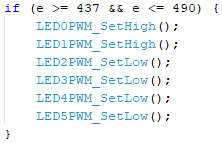 if (e >= 437 && e <= 490) {
LED0PWM_SetHigh();
LED1PWM_SetHigh();
LED2PWM_SetLow();
LED3PWM_SetLow();
LED4PWM_SetLow();
LED5PWM_SetLow();
}